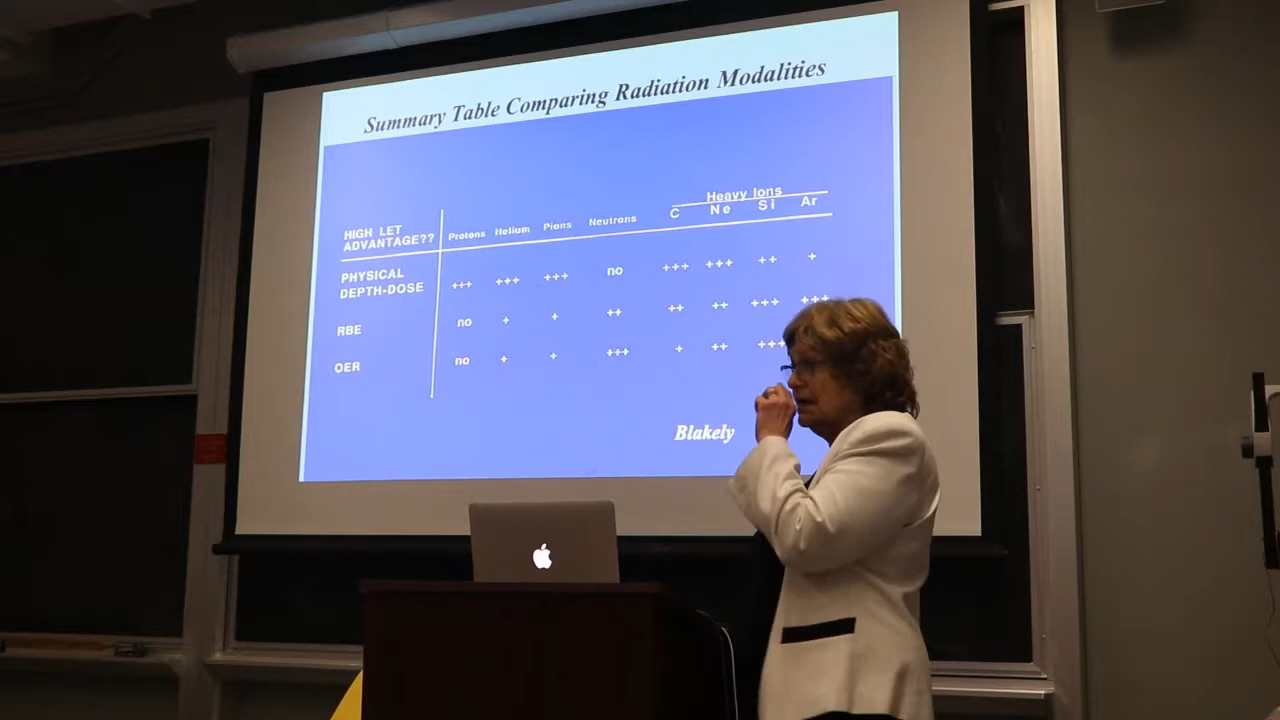 Summary Table Comparing Radiation Modalities
Heavy Ions
HIGH LET
ADVANTAGE?? Protons Helium Pions Neutrons C Ne Si Ar
PHYSICAL
DEPTH-DOSE +++ +++ +++ no +++ +++ ++ +
RBE no + + ++ ++ ++ +++ +++
OER no + + +++ + ++ +++
Blakely